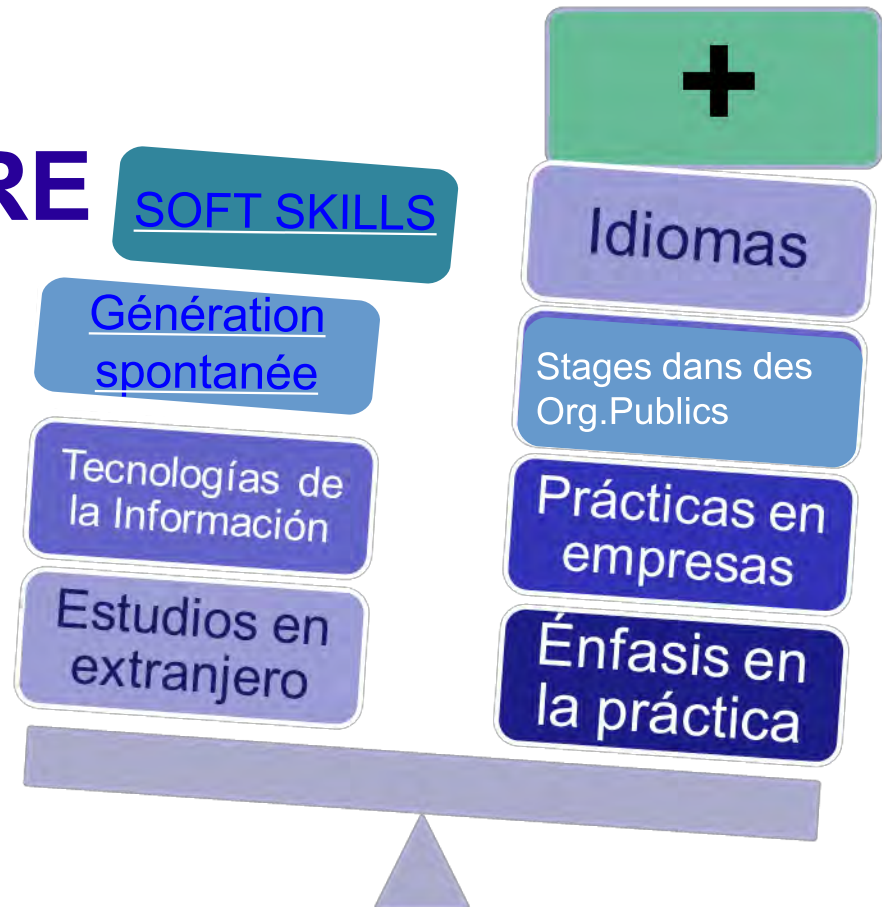 RE
SOFT SKILLS
Génération
spontanée
Tecnologías de
la Información
Estudios en
extranjero
+
Idiomas
Stages dans des
Org.Publics
Prácticas en
empresas
Énfasis en
la práctica